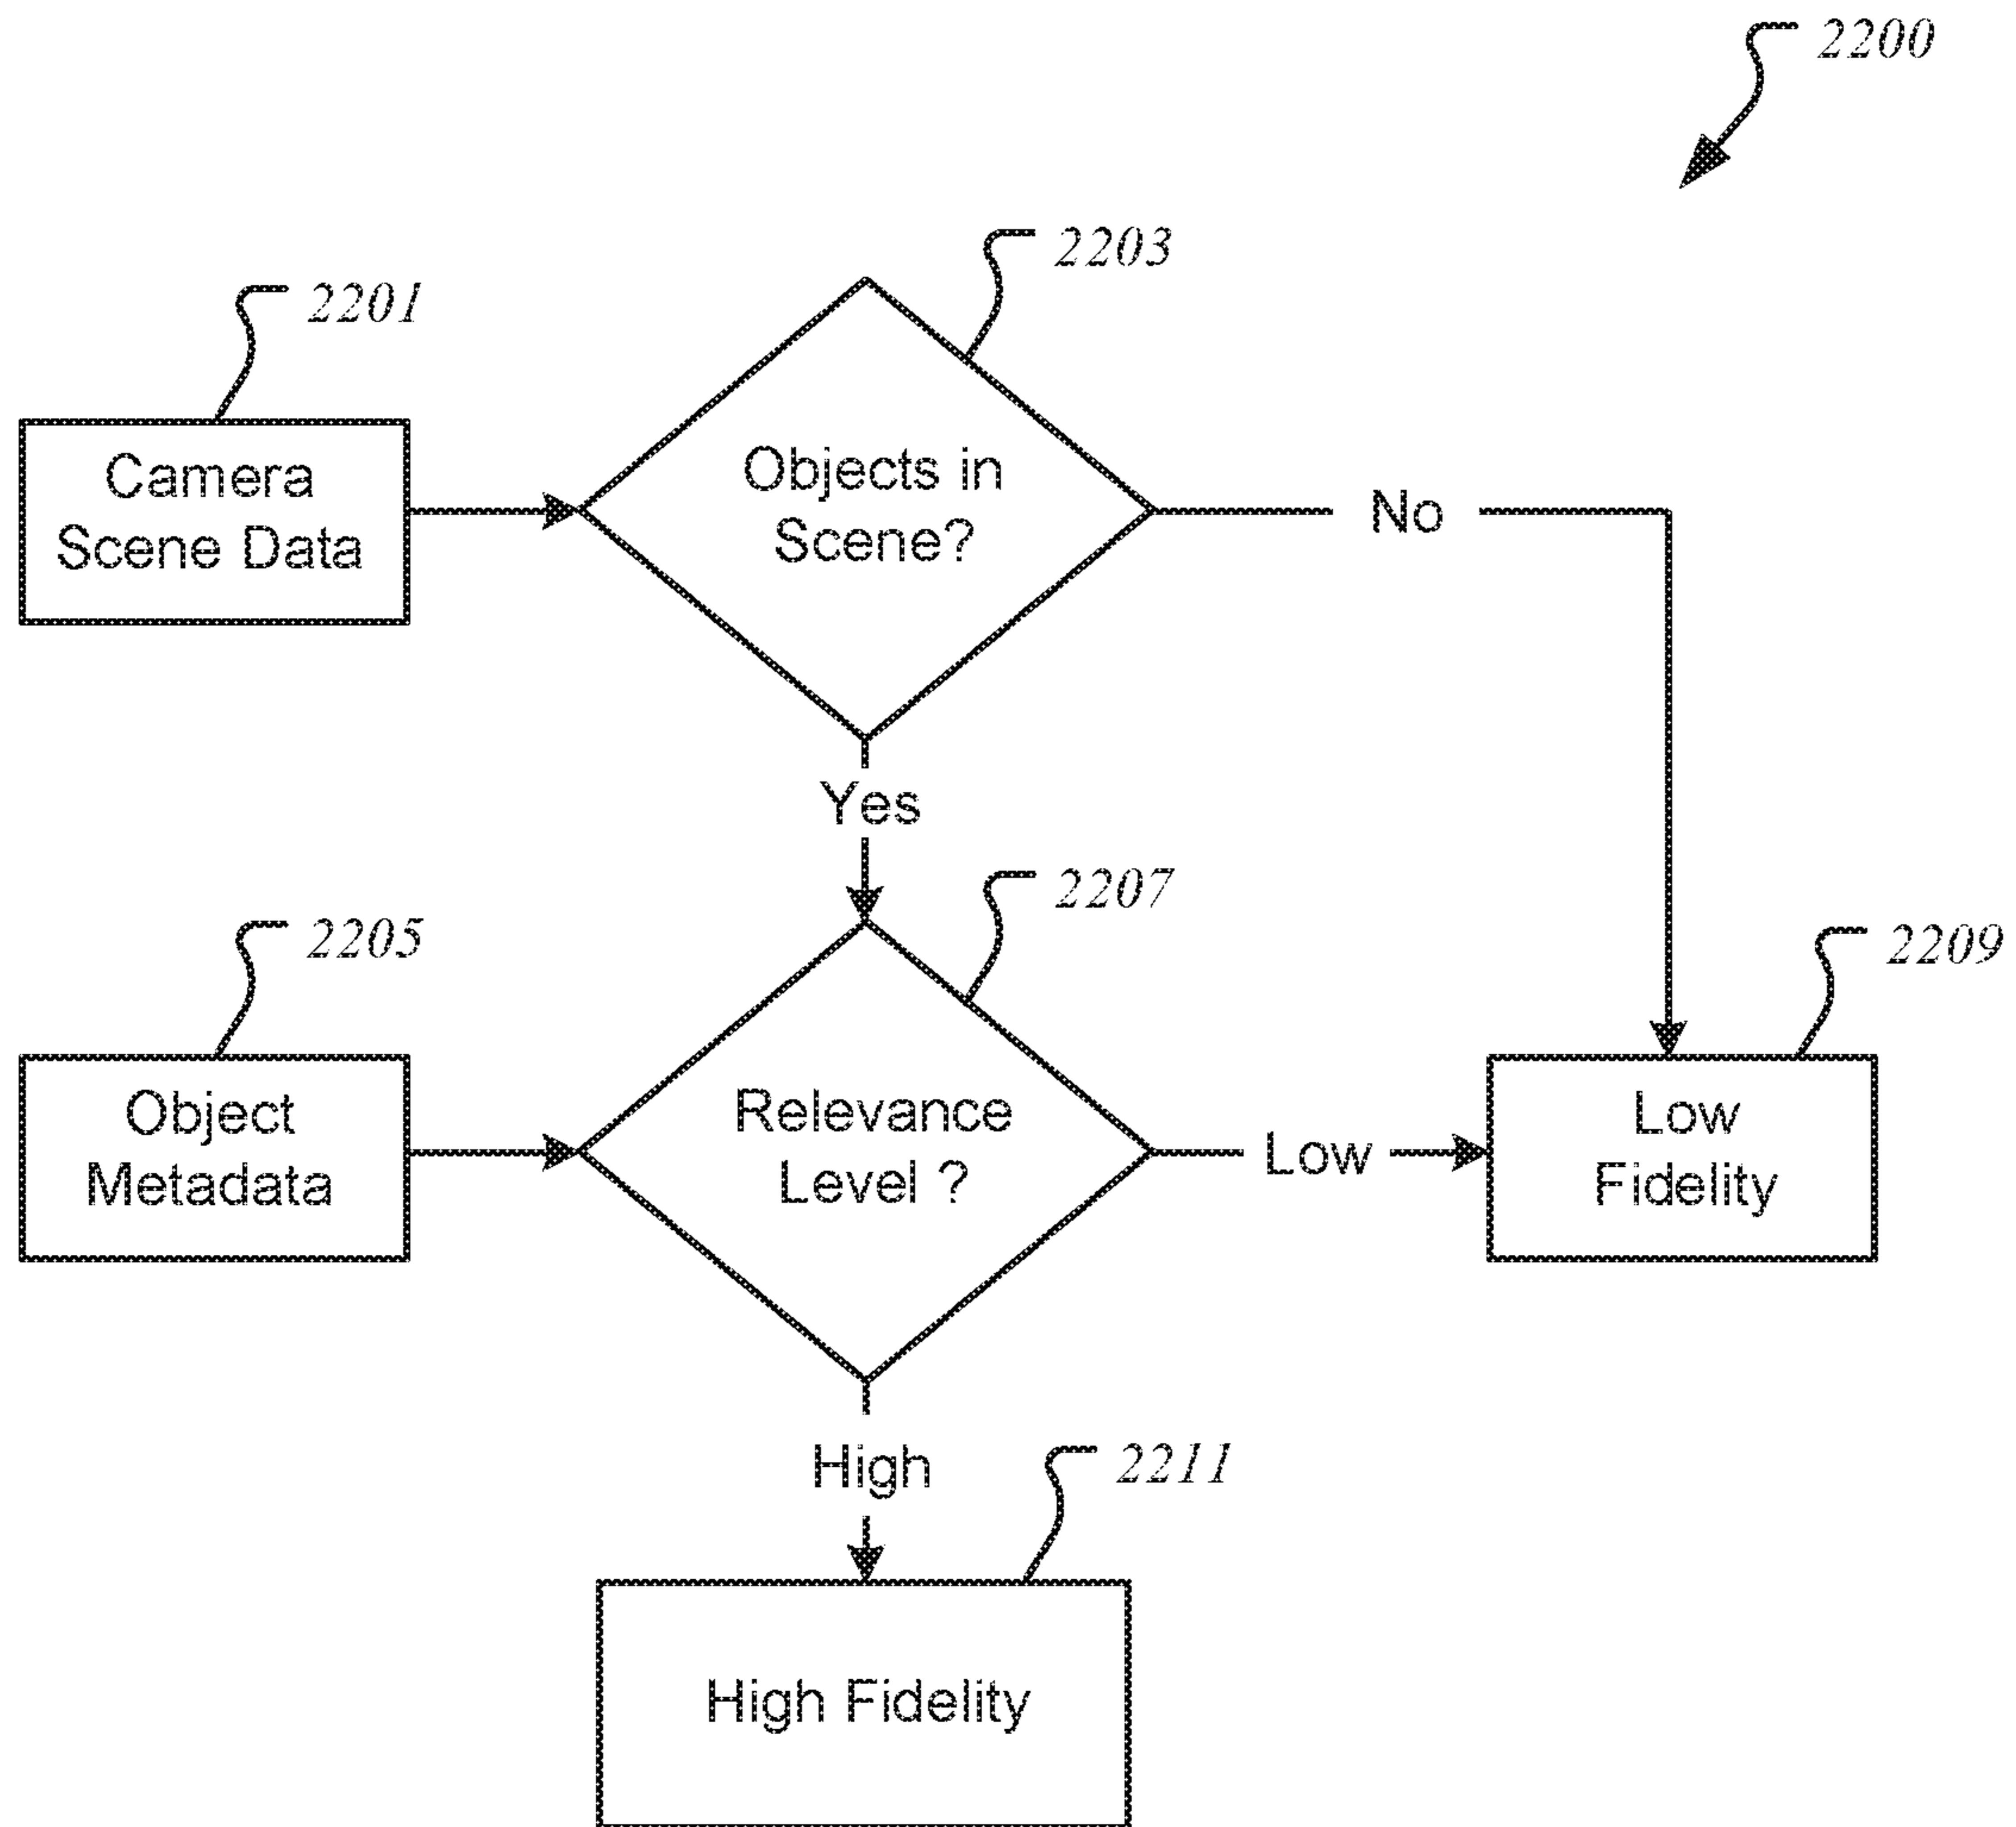 2200
2203
2201
Camera
Scene Data
Objects in
Scene?
No
Yes
2207
2205
2209
Object
Metadata
Relevance
Level ?
Low
Low
Fidelity
High
2211
High Fidelity